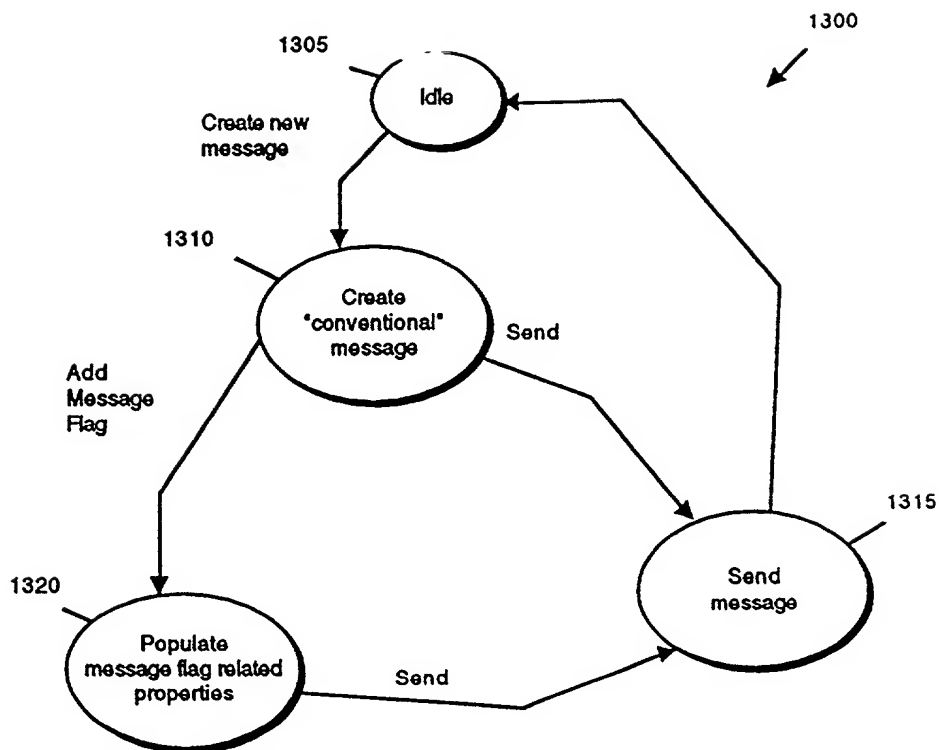 1300
1305
Idle
Create new
message
1310
Create
"conventional"
message
Send
Add
Message
Flag
1315
Send
message
1320
Populate
message flag related
properties
Send